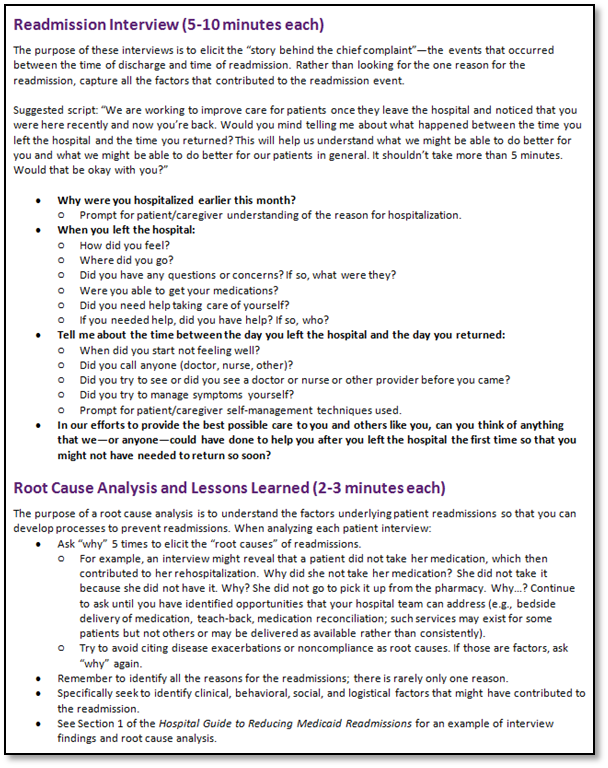 Readmission Interview (5-10 minutes each)
The purpose of these interviews is to elicit the “story behind the chief complaint”—the events that occurred
between the time of discharge and time of readmission. Rather than looking for the one reason for the
readmission, capture all the factors that contributed to the readmission event.
Suggested script: “We are working to improve care for patients once they leave the hospital and noticed that you
were here recently and now you’re back. Would you mind telling me about what happened between the time you
left the hospital and the time you returned? This will help us understand what we might be able to do better for
you and what we might be able to do better for our patients in general. It shouldn’t take more than 5 minutes.
Would that be okay with you?”
• Why were you hospitalized earlier this month?
o Prompt for patient/caregiver understanding of the reason for hospitalization.
• When you left the hospital:
o How did you feel?
o Where did you go?
o Did you have any questions or concerns? If so, what were they?
o Were you able to get your medications?
o Did you need help taking care of yourself?
o If you needed help, did you have help? If so, who?
• Tell me about the time between the day you left the hospital and the day you returned:
o When did you start not feeling well?
o Did you call anyone (doctor, nurse, other)?
o Did you try to see or did you see a doctor or nurse or other provider before you came?
o Did you try to manage symptoms yourself?
o Prompt for patient/caregiver self-management techniques used.
• In our efforts to provide the best possible care to you and others like you, can you think of anything
that we—or anyone—could have done to help you after you left the hospital the first time so that you
might not have needed to return so soon?
Root Cause Analysis and Lessons Learned (2-3 minutes each)
The purpose of a root cause analysis is to understand the factors underlying patient readmissions so that you can
develop processes to prevent readmissions. When analyzing each patient interview:
• Ask “why” 5 times to elicit the “root causes” of readmissions.
o For example, an interview might reveal that a patient did not take her medication, which then
contributed to her rehospitalization. Why did she not take her medication? She did not take it
because she did not have it. Why? She did not go to pick it up from the pharmacy. Why…? Continue
to ask until you have identified opportunities that your hospital team can address (e.g., bedside
delivery of medication, teach-back, medication reconciliation; such services may exist for some
patients but not others or may be delivered as available rather than consistently).
o Try to avoid citing disease exacerbations or noncompliance as root causes. If those are factors, ask
“why” again.
• Remember to identify all the reasons for the readmissions; there is rarely only one reason.
• Specifically seek to identify clinical, behavioral, social, and logistical factors that might have contributed to
the readmission.
• See Section 1 of the Hospital Guide to Reducing Medicaid Readmissions for an example of interview
findings and root cause analysis.